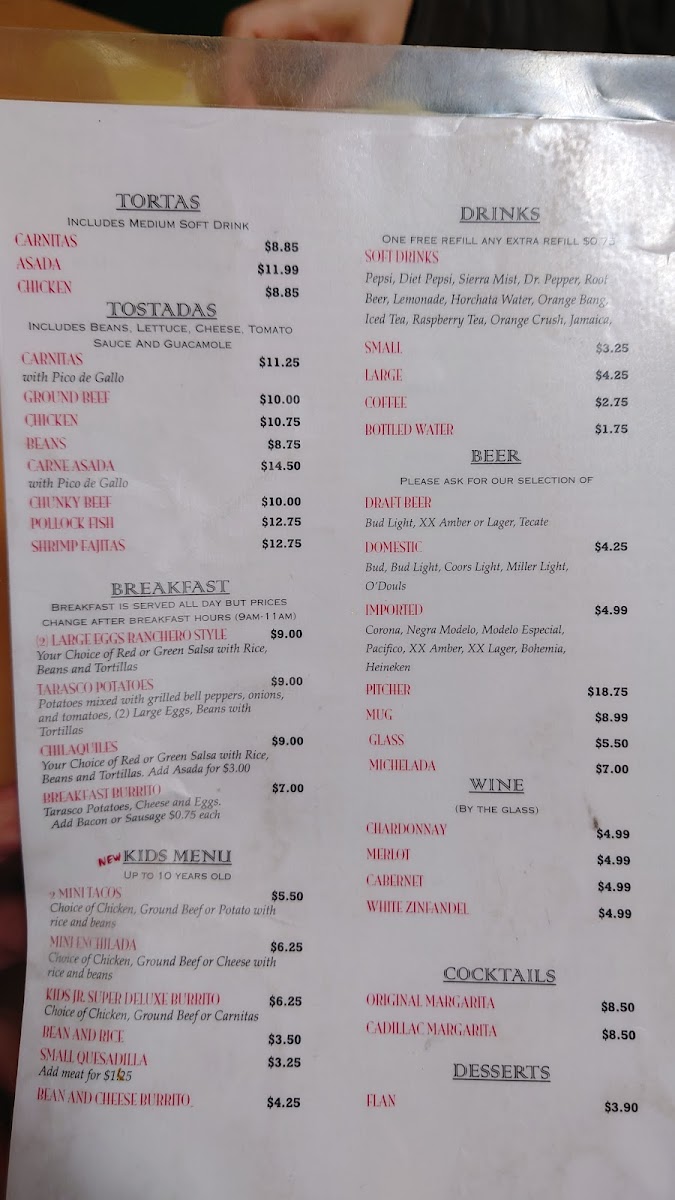 TORTAS
INCLUDES MEDIUM SOFT DRINK
CARNITAS $8.85
ASADA $11.99
CHICKEN $8.85
TOSTADAS
INCLUDES BEANS, LETTUCE, CHEESE, TOMATO
SAUCE AND GUACAMOLE
CARNITAS $11.25
with Pico de Gallo
GROUND BEEF $10.00
CHICKEN $10.75
BEANS $8.75
CARNE ASADA $14.50
with Pico de Gallo
CHUNKY BEEF $10.00
POLLOCK FISH $12.75
SHRIMP FAJITAS $12.75
BREAKFAST
BREAKFAST IS SERVED ALL DAY BUT PRICES
CHANGE AFTER BREAKFAST HOURS (9AM-11AM)
(2) LARGE EGGS RANCHERO STYLE $9.00
Your Choice of Red or Green Salsa with Rice,
Beans and Tortillas
TARASCO POTATOES $9.00
Potatoes mixed with grilled bell peppers, onions,
and tomatoes, (2) Large Eggs, Beans with
Tortillas
CHILAQUILES $9.00
Your Choice of Red or Green Salsa with Rice,
Beans and Tortillas. Add Asada for $3.00
BREAKFAST BURRITO $7.00
Tarasco Potatoes, Cheese and Eggs.
Add Bacon or Sausage $0.75 each
NEW KIDS MENU
UP TO 10 YEARS OLD
2 MINI TACOS $5.50
Choice of Chicken, Ground Beef or Potato with
rice and beans
MINI ENCHILADA $6.25
Choice of Chicken, Ground Beef or Cheese with
rice and beans
KIDS JR. SUPER DELUXE BURRITO $6.25
Choice of Chicken, Ground Beef or Carnitas
BEAN AND RICE $3.50
SMALL QUESADILLA $3.25
Add meat for
BEAN AND CHEESE BURRITO. $4.25
DRINKS
ONE FREE REFILL ANY EXTRA REFILL $0.75
SOFT DRINKS
Pepsi, Diet Pepsi, Sierra Mist, Dr. Pepper, Root
Beer, Lemonade, Horchata Water, Orange Bang,
Iced Tea, Raspberry Tea, Orange Crush, Jamaica,
SMALL $3.25
LARGE $4.25
COFFEE $2.75
BOTTLED WATER $1.75
BEER
PLEASE ASK FOR OUR SELECTION OF
DRAFT BEER
Bud Light, XX Amber or Lager, Tecate
DOMESTIC $4.25
Bud, Bud Light, Coors Light, Miller Light,
O'Douls
IMPORTED $4.99
Corona, Negra Modelo, Modelo Especial,
Pacifico, XX Amber, XX Lager, Bohemia,
Heineken
PITCHER $18.75
MUG $8.99
GLASS $5.50
MICHELADA $7.00
WINE
(BY THE GLASS)
CHARDONNAY $4.99
MERLOT $4.99
CABERNET $4.99
WHITE ZINFANDEL $4.99
COCKTAILS
ORIGINAL MARGARITA $8.50
CADILLAC MARGARITA $8.50
DESSERTS
FLAN $3.90